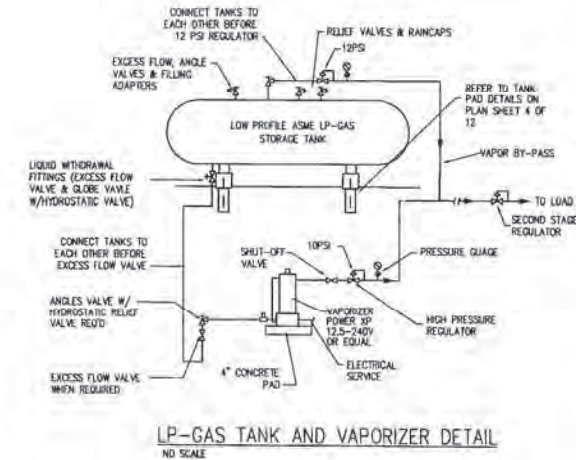 CONNECT TANKS TO
EACH OTHER BEFORE
12 PSI REGULATOR
RELIEF VALVES & RAINCAPS
12PSI
EXCESS FLOW, ANGLE
VALVES & FILLING
ADAPTERS
REFER TO TANK
PAD DETAILS ON
PLAN SHEET 4 OF
12
LOW PROFILE ASME LP-GAS
STORAGE TANK
VAPOR BY-PASS
LIQUID WITHDRAWAL
FITTINGS (EXCESS FLOW
VALVE & GLOBE VAVLE
W/HYDROSTATIC VALVE)
TO LOAD
SECOND STAGE
REGULATOR
CONNECT TANKS TO
EACH OTHER BEFORE
EXCESS FLOW VALVE
SHUT-OFF
VALVE
10PSI
PRESSURE GUAGE
ANGLES VALVE W/
HYDROSTATIC RELIEF
VALVE REQ'D
VAPORIZER
POWER XP
12.5-240V
OR EQUAL
HIGH PRESSURE
REGULATOR
EXCESS FLOW VALVE
WHEN REQUIRED
4" CONCRETE
PAD
ELECTRICAL
SERVICE
LP-GAS TANK AND VAPORIZER DETAIL
NO SCALE